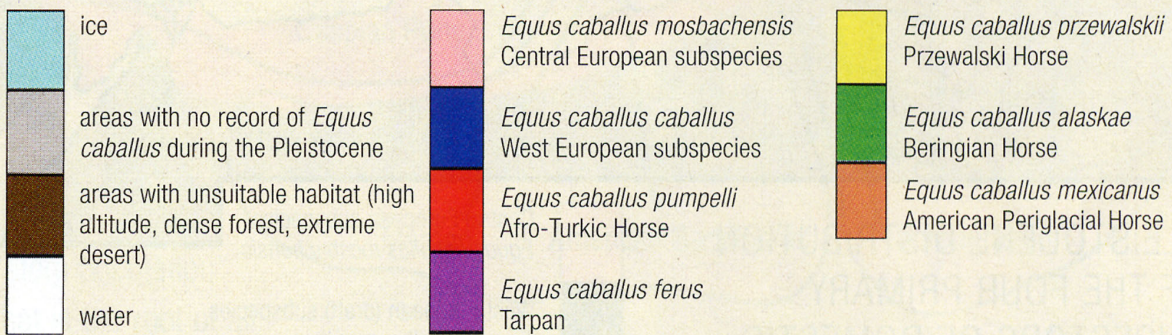 ice
areas with no record of Equus
caballus during the Pleistocene
areas with unsuitable habitat (high
altitude, dense forest, extreme
desert)
water
Equus caballus mosbachensis
Central European subspecies
Equus caballus caballus
West European subspecies
Equus caballus pumpelli
Afro-Turkic Horse
Equus caballus ferus
Tarpan
Equus caballus przewalskii
Przewalski Horse
Equus caballus alaskae
Beringian Horse
Equus caballus mexicanus
American Periglacial Horse